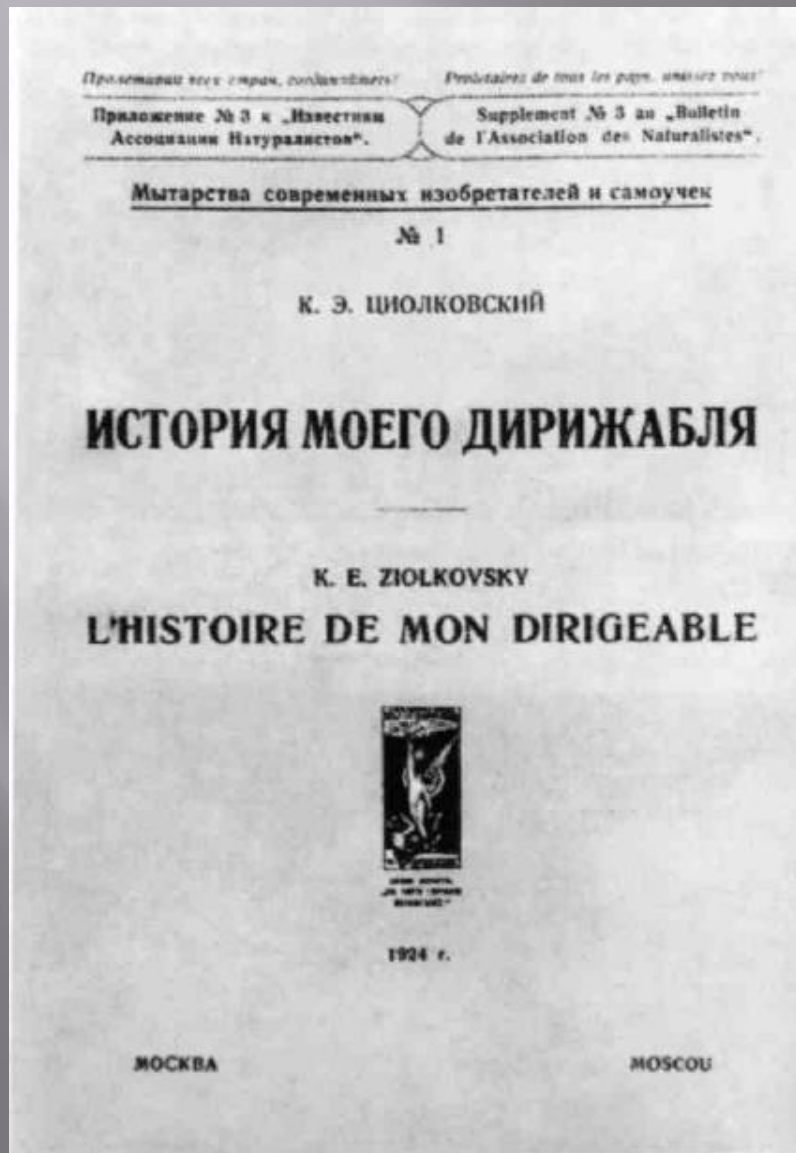 Пролетарии всех стран, соединяйтесь!
Prolétaires de tous les pays, unissez vous!
Приложение № 3 к „Известиям
Ассоциации Натуралистов“.
Supplement № 3 au „Bulletin
de l'Association des Naturalistes“.
Мытарства современных изобретателей и самоучек
№ 1
К. Э. ЦИОЛКОВСКИЙ
ИСТОРИЯ МОЕГО ДИРИЖАБЛЯ
K. E. ZIOLKOVSKY
L'HISTOIRE DE MON DIRIGEABLE
1924 г.
МОСКВА
MOSCOU